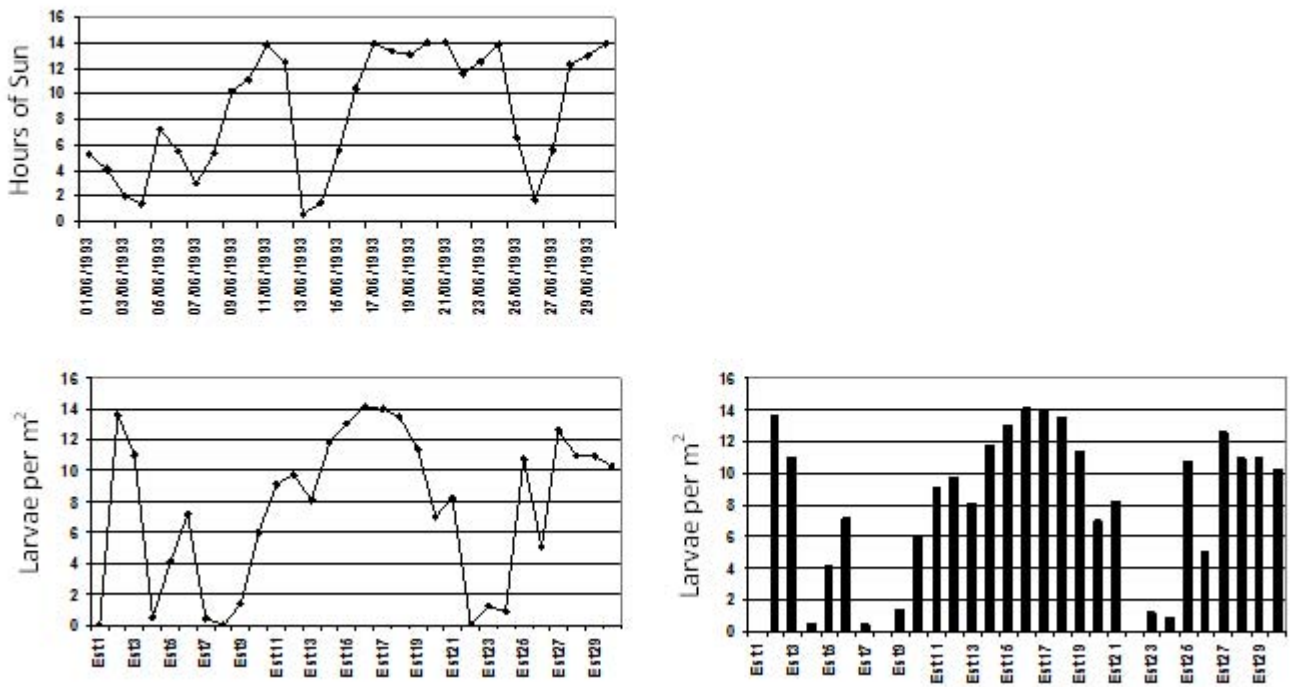 Hours of Sun
16
14
12
10
8
6
4
2
0
01/06/1993
03/06/1993
05/06/1993
07/06/1993
09/06/1993
11/06/1993
13/06/1993
15/06/1993
17/06/1993
19/06/1993
21/06/1993
23/06/1993
25/06/1993
27/06/1993
29/06/1993
Larvae per m²
16
14
12
10
8
6
4
2
0
Est1
Est3
Est5
Est7
Est9
Est11
Est13
Est15
Est17
Est19
Est21
Est23
Est25
Est27
Est29
Larvae per m²
16
14
12
10
8
6
4
2
0
Est1
Est3
Est5
Est7
Est9
Est11
Est13
Est15
Est17
Est19
Est21
Est23
Est25
Est27
Est29